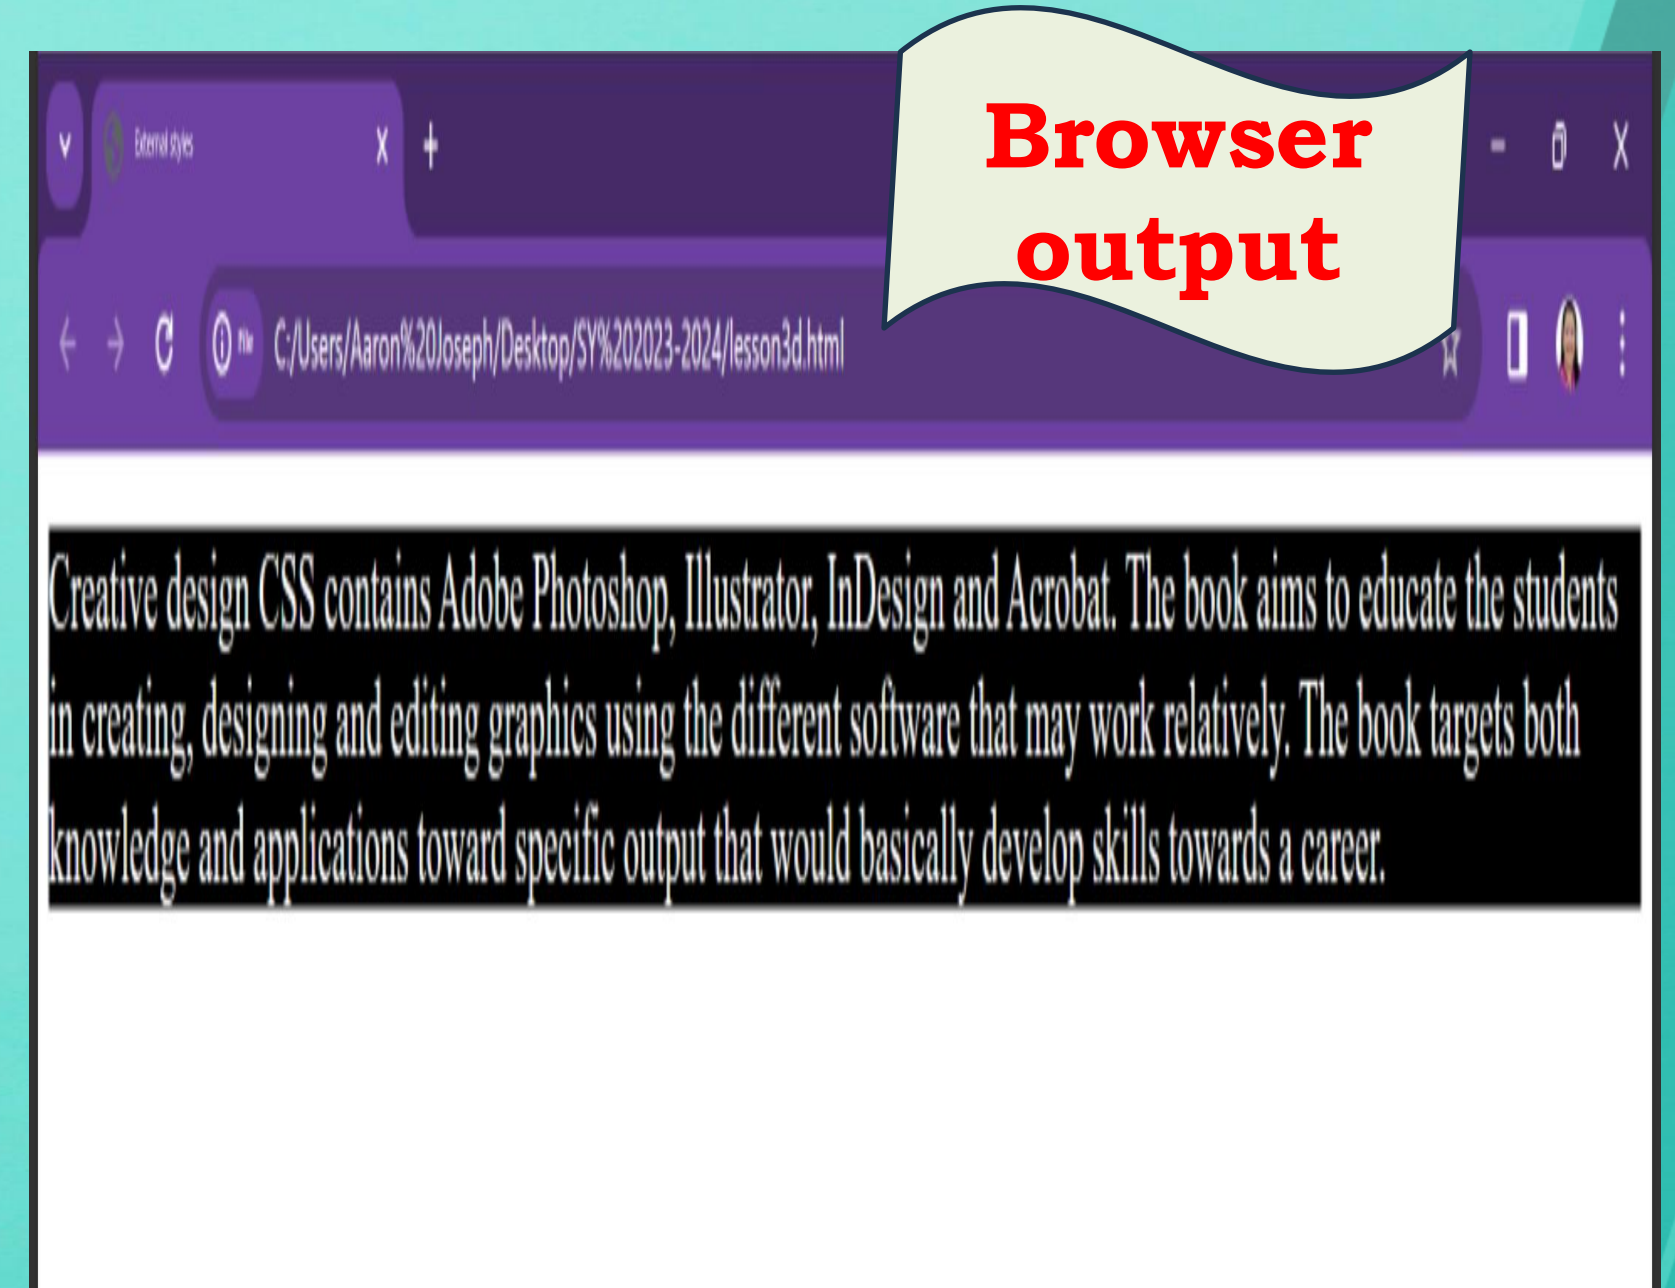 Browser
output
External styles
File C:/Users/Aaron%20Joseph/Desktop/SY%202023-2024/lesson3d.html
Creative design CSS contains Adobe Photoshop, Illustrator, InDesign and Acrobat. The book aims to educate the students
in creating, designing and editing graphics using the different software that may work relatively. The book targets both
knowledge and applications toward specific output that would basically develop skills towards a career.